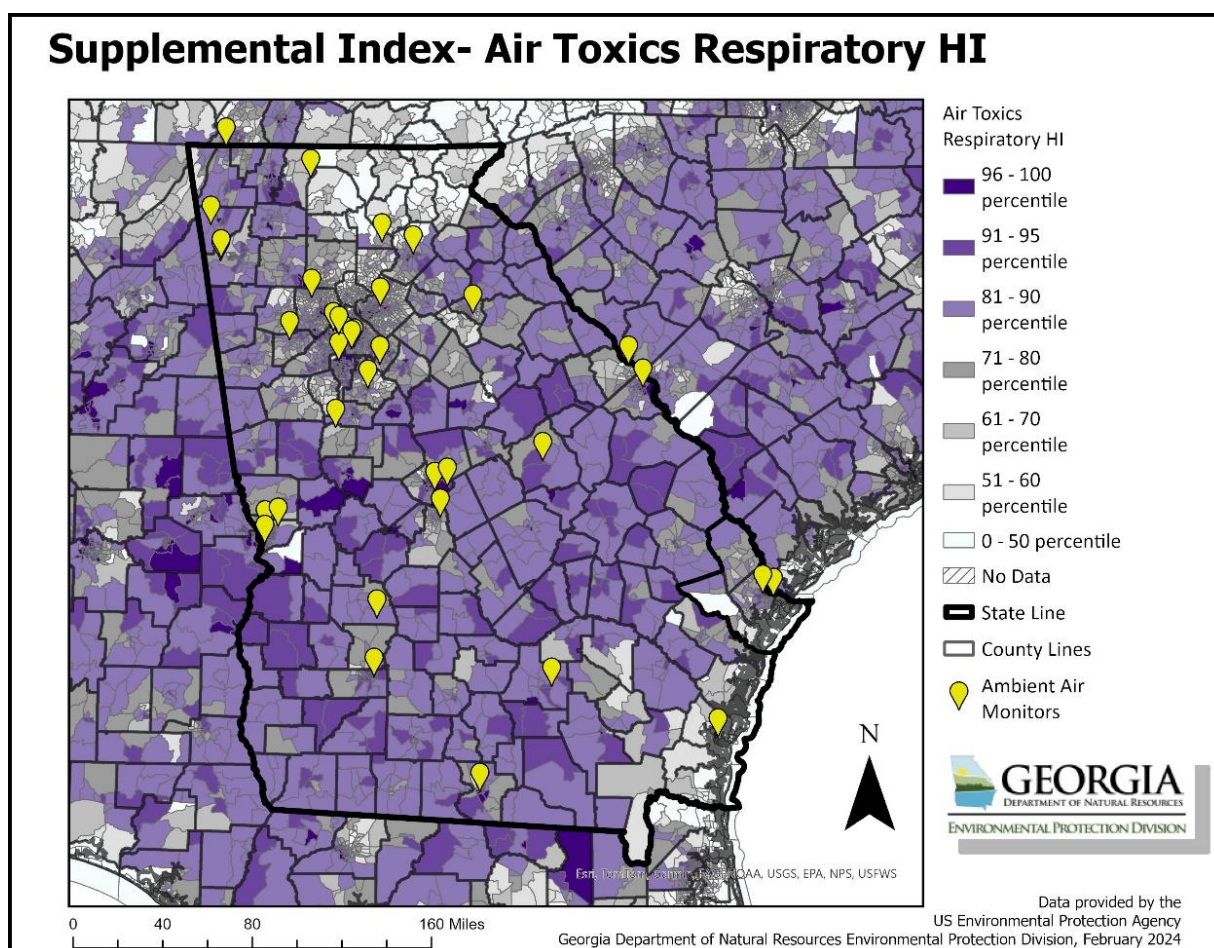 Supplemental Index- Air Toxics Respiratory HI
Air Toxics
Respiratory HI
96 - 100
percentile
91 - 95
percentile
81 - 90
percentile
71 - 80
percentile
61 - 70
percentile
51 - 60
percentile
0 - 50 percentile
No Data
State Line
County Lines
Ambient Air
Monitors
N
GEORGIA
DEPARTMENT OF NATURAL RESOURCES
ENVIRONMENTAL PROTECTION DIVISION
USGS, EPA, NPS, USFWS
0 40 80 160 Miles
Data provided by the
US Environmental Protection Agency
Georgia Department of Natural Resources Environmental Protection Division, February 2024